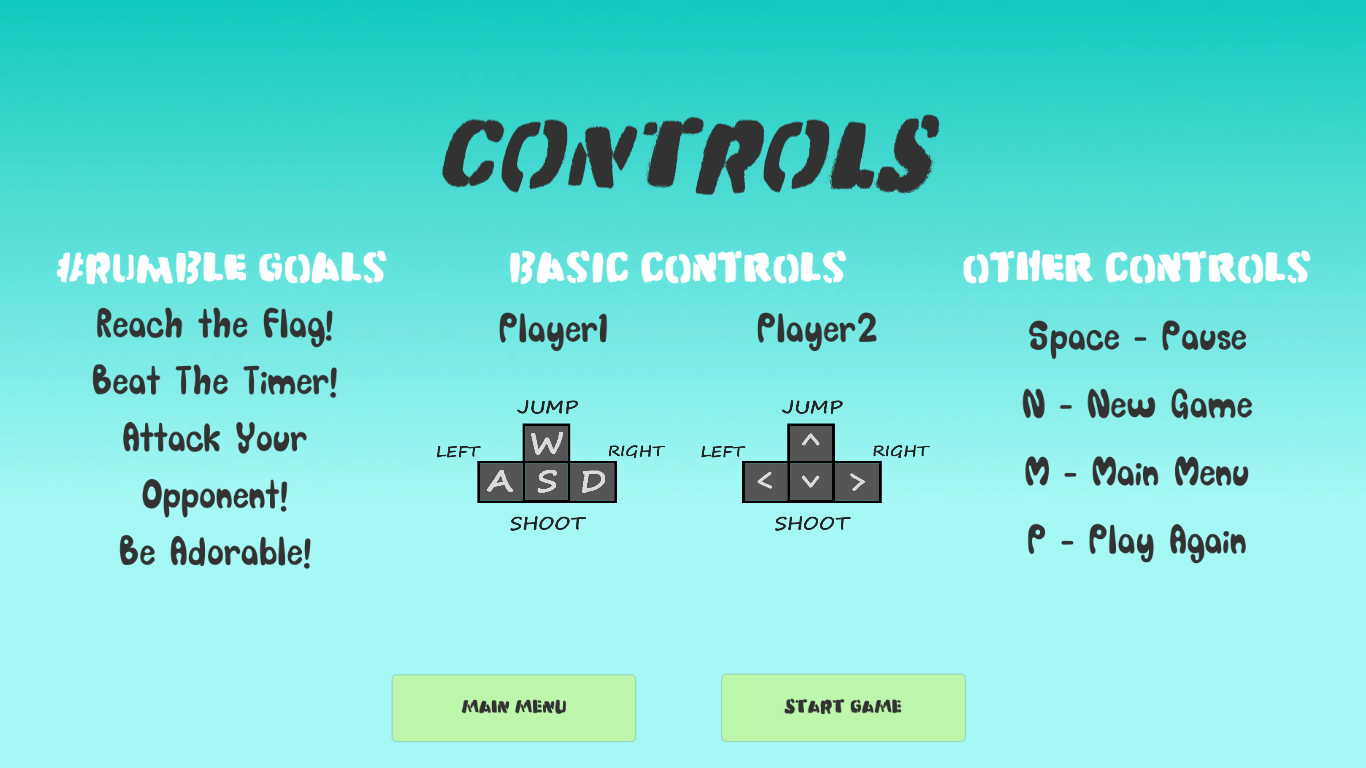 CONTROLS
#RUMBLE GOALS
Reach the Flag!
Beat The Timer!
Attack Your
Opponent!
Be Adorable!
BASIC CONTROLS
Player1
JUMP
LEFT W RIGHT
A S D
SHOOT
Player2
JUMP
LEFT ^ RIGHT
< v >
SHOOT
OTHER CONTROLS
Space - Pause
N - New Game
M - Main Menu
P - Play Again
MAIN MENU
START GAME